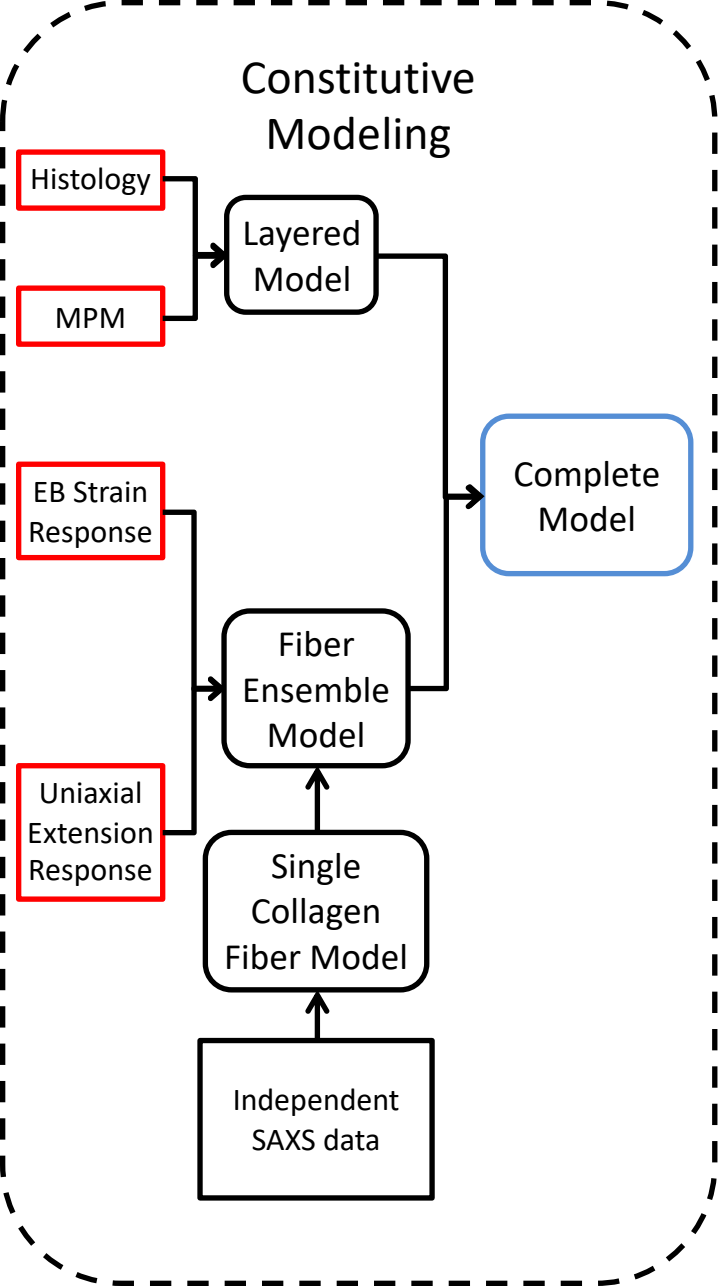 Constitutive
Modeling
Histology
Layered
Model
MPM
EB Strain
Response
Complete
Model
Fiber
Ensemble
Model
Uniaxial
Extension
Response
Single
Collagen
Fiber Model
Independent
SAXS data